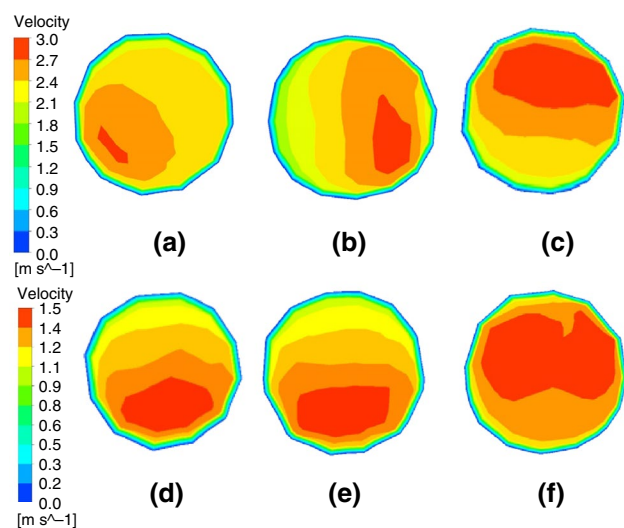 Velocity
3.0
2.7
2.4
2.1
1.8
1.5
1.2
0.9
0.6
0.3
0.0
[m s^–1]
(a)
(b)
(c)
Velocity
1.5
1.4
1.2
1.1
0.9
0.8
0.6
0.5
0.3
0.2
0.0
[m s^–1]
(d)
(e)
(f)